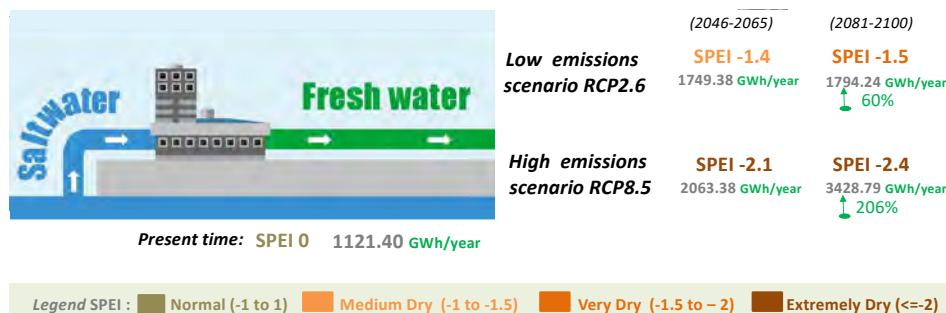 Saltwater
Fresh water
(2046-2065) (2081-2100)
Low emissions
scenario RCP2.6
SPEI -1.4 SPEI -1.5
1749.38 GWh/year 1794.24 GWh/year
60%
High emissions
scenario RCP8.5
SPEI -2.1 SPEI -2.4
2063.38 GWh/year 3428.79 GWh/year
206%
Present time: SPEI 0 1121.40 GWh/year
Legend SPEI : Normal (-1 to 1) Medium Dry (-1 to -1.5) Very Dry (-1.5 to – 2) Extremely Dry (<=-2)